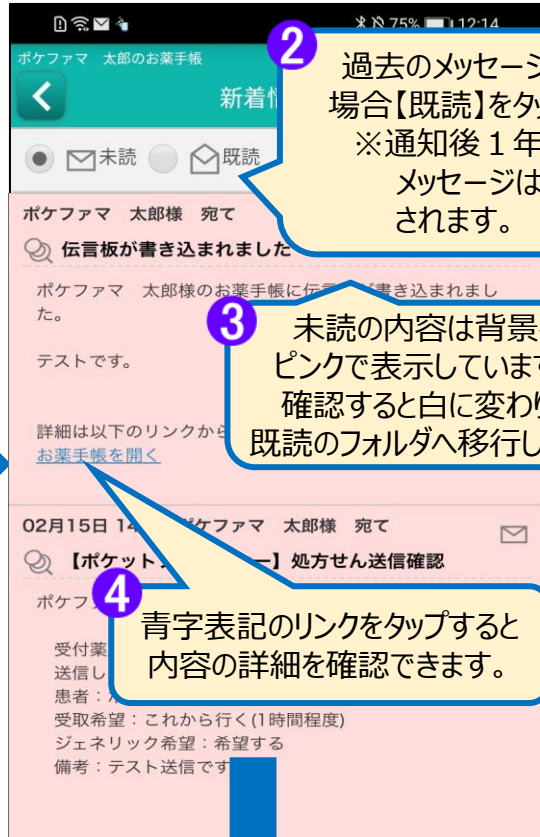 75% 12:14
ポケファマ 太郎のお薬手帳
新着情
未読 既読
2
過去のメッセージ
場合【既読】をタッ
※通知後1年
メッセージは
されます。
ポケファマ 太郎様 宛て
伝言板が書き込まれました
ポケファマ 太郎様のお薬手帳に伝言 書き込まれまし
た。
テストです。
3
未読の内容は背景
ピンクで表示しています
確認すると白に変わり
既読のフォルダへ移行し
詳細は以下のリンクから
お薬手帳を開く
02月15日 14 ポケファマ 太郎様 宛て
【ポケット ー】処方せん送信確認
ポケフ
4
青字表記のリンクをタップすると
内容の詳細を確認できます。
受付薬
送信し
患者：
受取希望：これから行く(1時間程度)
ジェネリック希望：希望する
備考：テスト送信です